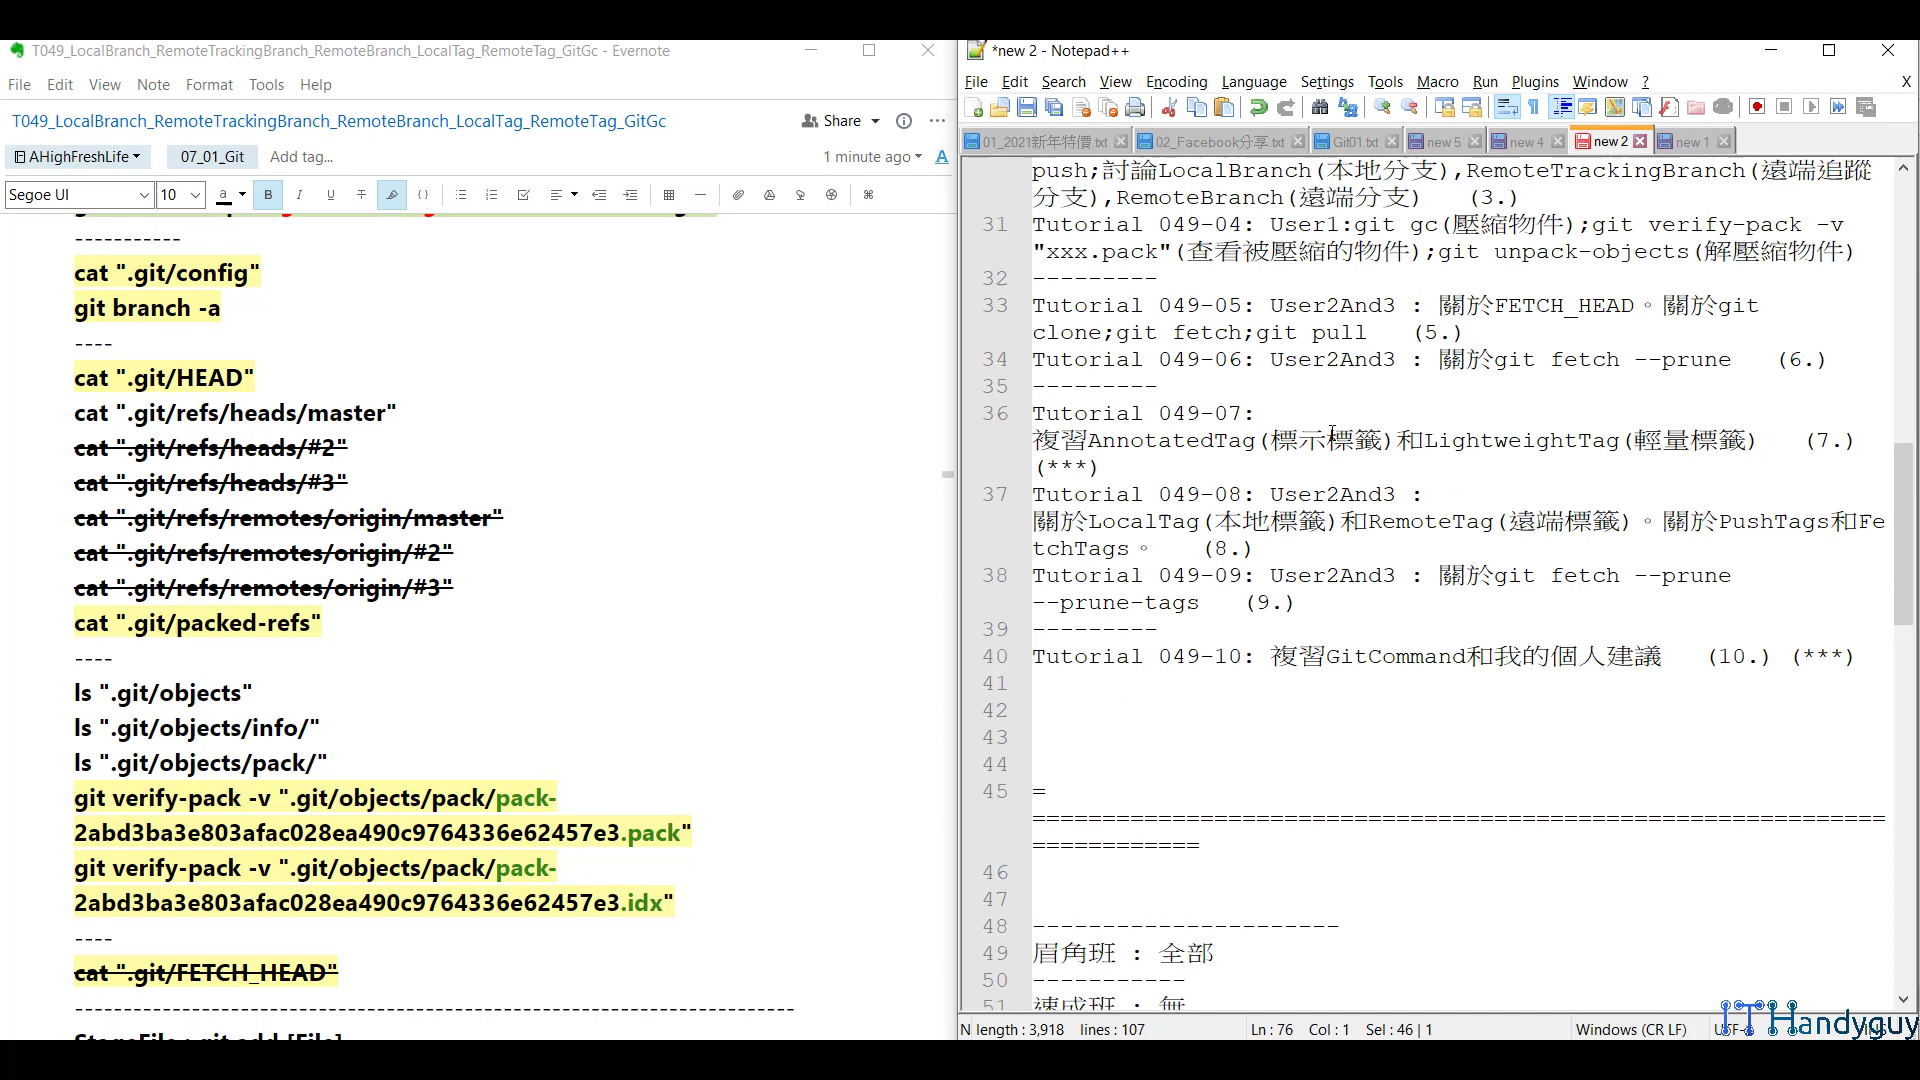 T049_LocalBranch_RemoteTrackingBranch_RemoteBranch_LocalTag_RemoteTag_GitGc - Evernote
File Edit View Note Format Tools Help
T049_LocalBranch_RemoteTrackingBranch_RemoteBranch_LocalTag_RemoteTag_GitGc
Share
AHighFreshLife 07_01_Git Add tag...
1 minute ago
Segoe UI 10
-----------
cat ".git/config"
git branch -a
----
cat ".git/HEAD"
cat ".git/refs/heads/master"
cat ".git/refs/heads/#2"
cat ".git/refs/heads/#3"
cat ".git/refs/remotes/origin/master"
cat ".git/refs/remotes/origin/#2"
cat ".git/refs/remotes/origin/#3"
cat ".git/packed-refs"
----
ls ".git/objects"
ls ".git/objects/info/"
ls ".git/objects/pack/"
git verify-pack -v ".git/objects/pack/pack-
2abd3ba3e803afac028ea490c9764336e62457e3.pack"
git verify-pack -v ".git/objects/pack/pack-
2abd3ba3e803afac028ea490c9764336e62457e3.idx"
----
cat ".git/FETCH_HEAD"
*new 2 - Notepad++
File Edit Search View Encoding Language Settings Tools Macro Run Plugins Window ? X
01_2021新年特價.txt 02_Facebook分享.txt Git01.txt new 5 new 4 new 2 new 1
push;討論LocalBranch(本地分支),RemoteTrackingBranch(遠端追蹤
分支),RemoteBranch(遠端分支) (3.)
31 Tutorial 049-04: User1:git gc(壓縮物件);git verify-pack -v
"xxx.pack"(查看被壓縮的物件);git unpack-objects(解壓縮物件)
32 ---------
33 Tutorial 049-05: User2And3 : 關於FETCH_HEAD。關於git
clone;git fetch;git pull (5.)
34 Tutorial 049-06: User2And3 : 關於git fetch --prune (6.)
35 ---------
36 Tutorial 049-07:
複習AnnotatedTag(標示標籤)和LightweightTag(輕量標籤) (7.)
(***)
37 Tutorial 049-08: User2And3 :
關於LocalTag(本地標籤)和RemoteTag(遠端標籤)。關於PushTags和Fe
tchTags。 (8.)
38 Tutorial 049-09: User2And3 : 關於git fetch --prune
--prune-tags (9.)
39 ---------
40 Tutorial 049-10: 複習GitCommand和我的個人建議 (10.) (***)
41
42
43
44
45 =
=============================================================
============
46
47
48 ----------------------
49 眉角班 : 全部
50 -----------
51 速成班 : 無
N length : 3,918 lines : 107 Ln : 76 Col : 1 Sel : 46 | 1 Windows (CR LF)
IT Handyguy